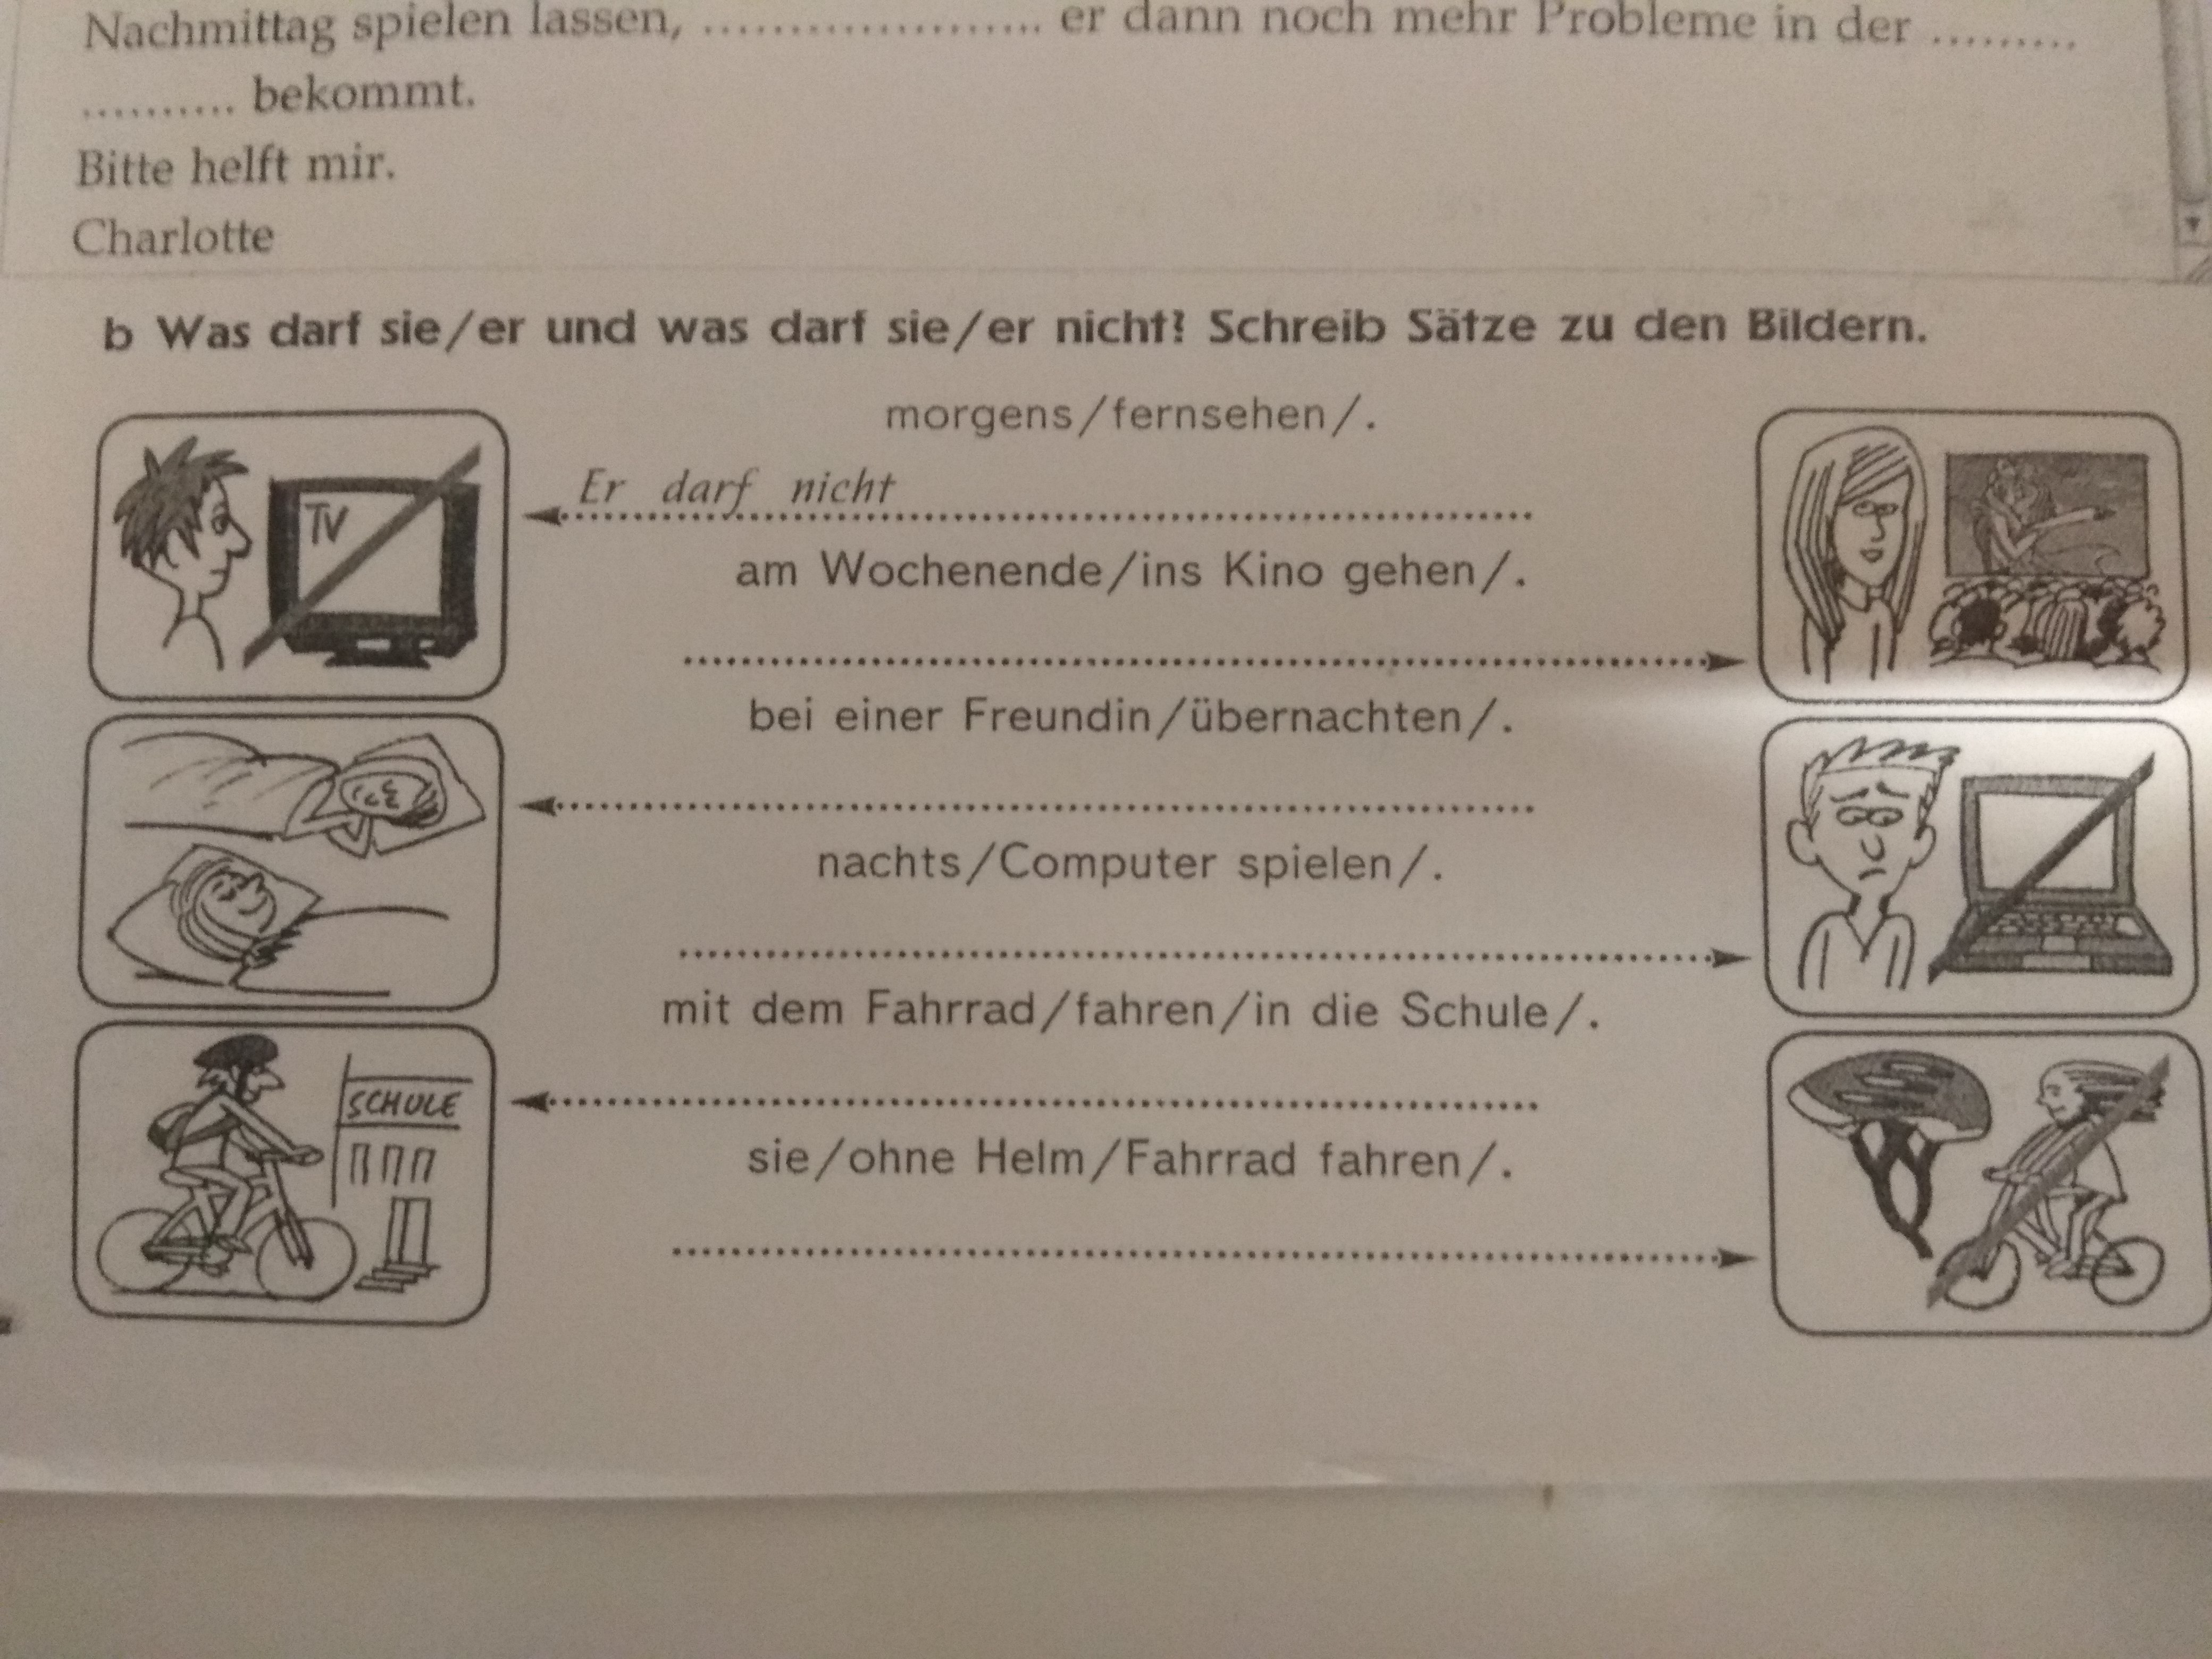 Nachmittag spielen lassen, .................... er dann noch mehr Probleme in der .........
.......... bekommt.
Bitte helft mir.
Charlotte
b Was darf sie/er und was darf sie/er nicht? Schreib Sätze zu den Bildern.
morgens/fernsehen/.
TV
Er darf nicht
am Wochenende/ins Kino gehen/.
bei einer Freundin/übernachten/.
nachts/Computer spielen/.
mit dem Fahrrad/fahren/in die Schule/.
SCHULE
sie/ohne Helm/Fahrrad fahren/.